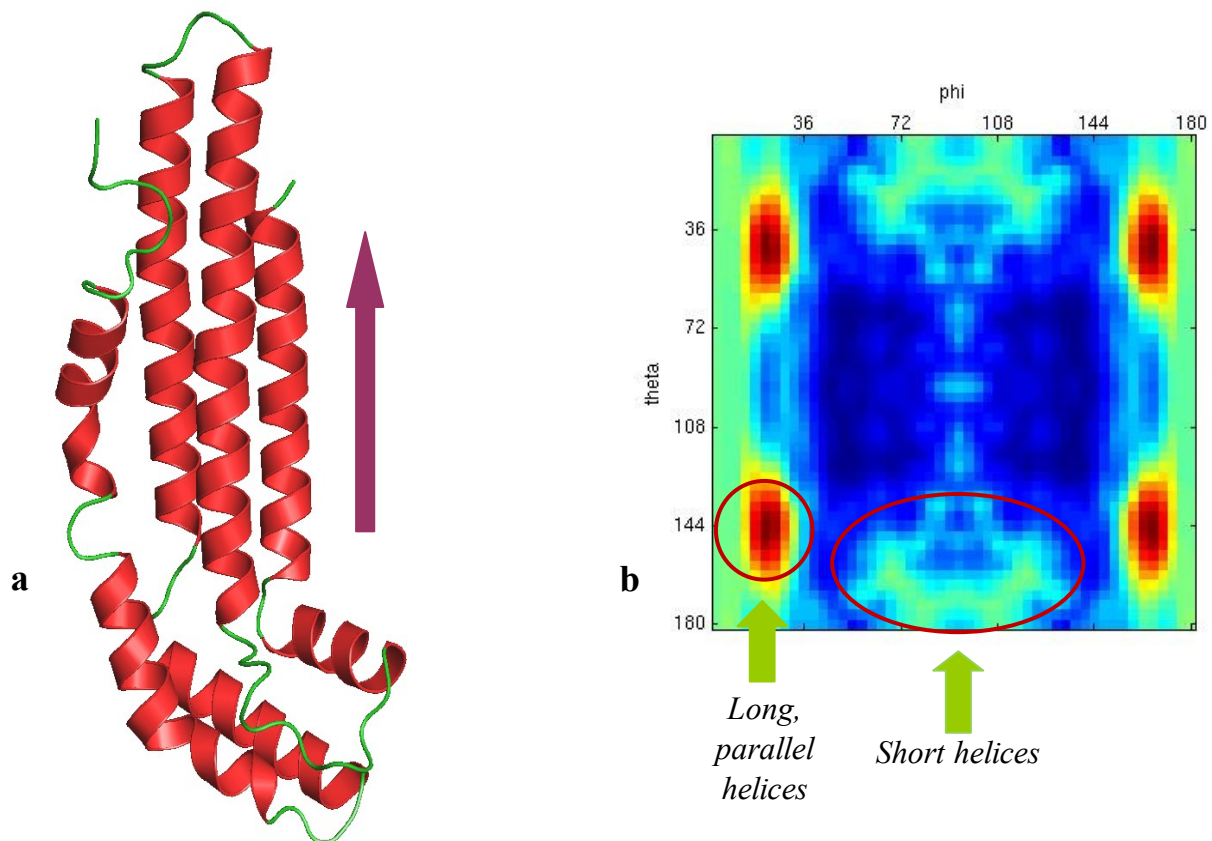 a
phi
36 72 108 144 180
theta
36
72
108
144
180
b
Long,
parallel
helices
Short helices